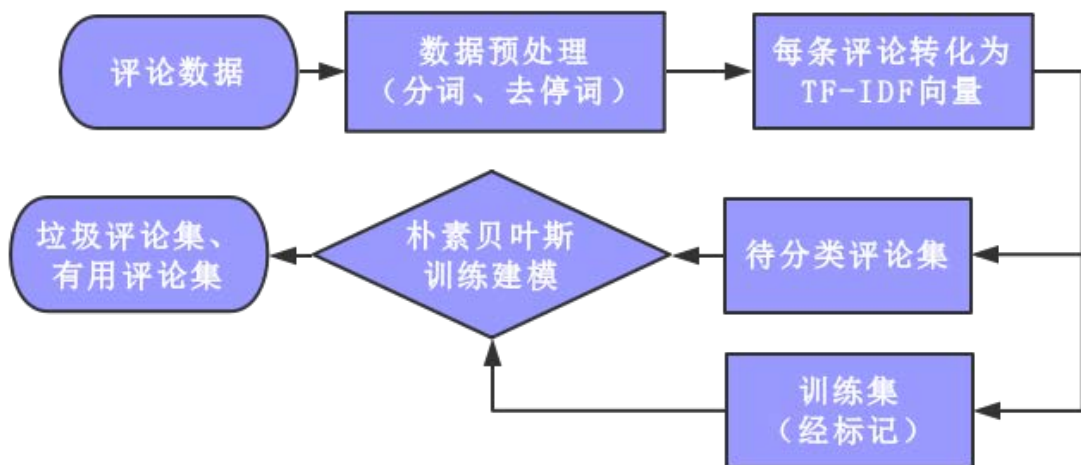 评论数据
数据预处理
（分词、去停词）
每条评论转化为
TF-IDF向量
垃圾评论集、
有用评论集
朴素贝叶斯
训练建模
待分类评论集
训练集
（经标记）